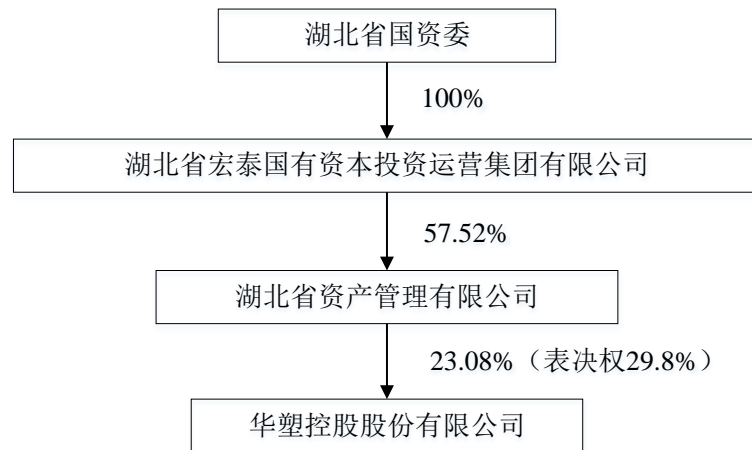 湖北省国资委
100%
湖北省宏泰国有资本投资运营集团有限公司
57.52%
湖北省资产管理有限公司
23.08%（表决权29.8%）
华塑控股股份有限公司